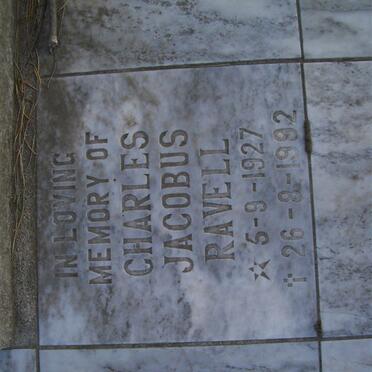 IN LOVING
MEMORY OF
CHARLES
JACOBUS
RAVELL
☆ 5-9-1927
✝ 26-8-1992